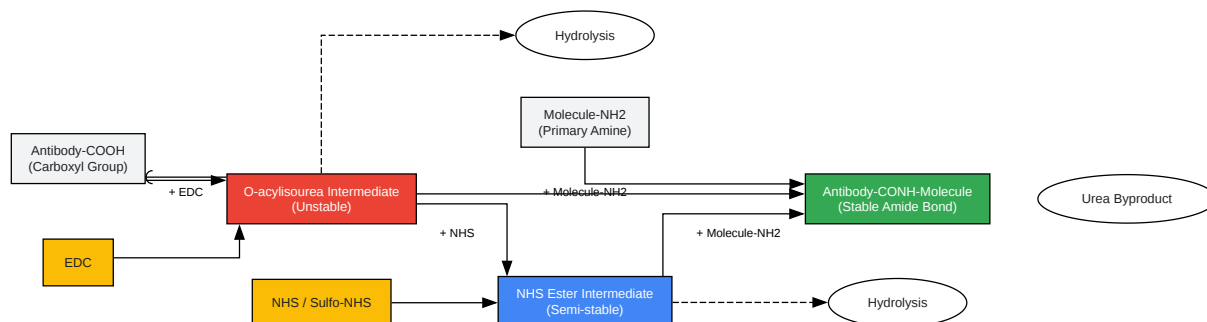 Hydrolysis
Molecule-NH2
(Primary Amine)
Antibody-COOH
(Carboxyl Group)
+ EDC
O-acylisourea Intermediate
(Unstable)
+ Molecule-NH2
Antibody-CONH-Molecule
(Stable Amide Bond)
Urea Byproduct
+ NHS
+ Molecule-NH2
EDC
NHS / Sulfo-NHS
NHS Ester Intermediate
(Semi-stable)
Hydrolysis